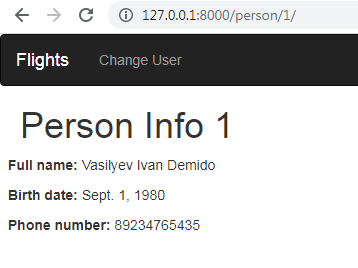 127.0.0.1:8000/person/1/
Flights Change User
Person Info 1
Full name: Vasilyev Ivan Demido
Birth date: Sept. 1, 1980
Phone number: 89234765435